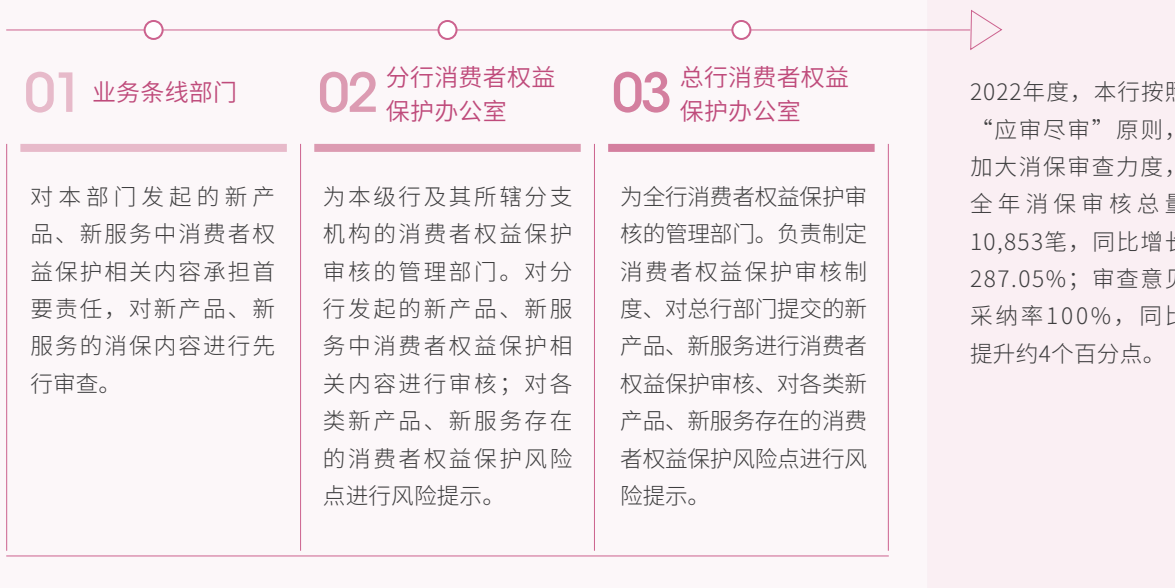 01 业务条线部门
对本部门发起的新产
品、新服务中消费者权
益保护相关内容承担首
要责任，对新产品、新
服务的消保内容进行先
行审查。
02 分行消费者权益
保护办公室
为本级行及其所辖分支
机构的消费者权益保护
审核的管理部门。对分
行发起的新产品、新服
务中消费者权益保护相
关内容进行审核；对各
类新产品、新服务存在
的消费者权益保护风险
点进行风险提示。
03 总行消费者权益
保护办公室
为全行消费者权益保护审
核的管理部门。负责制定
消费者权益保护审核制
度、对总行部门提交的新
产品、新服务进行消费者
权益保护审核、对各类新
产品、新服务存在的消费
者权益保护风险点进行风
险提示。
2022年度，本行按照
“应审尽审”原则，
加大消保审查力度，
全年消保审核总量
10,853笔，同比增长
287.05%；审查意见
采纳率100%，同比
提升约4个百分点。